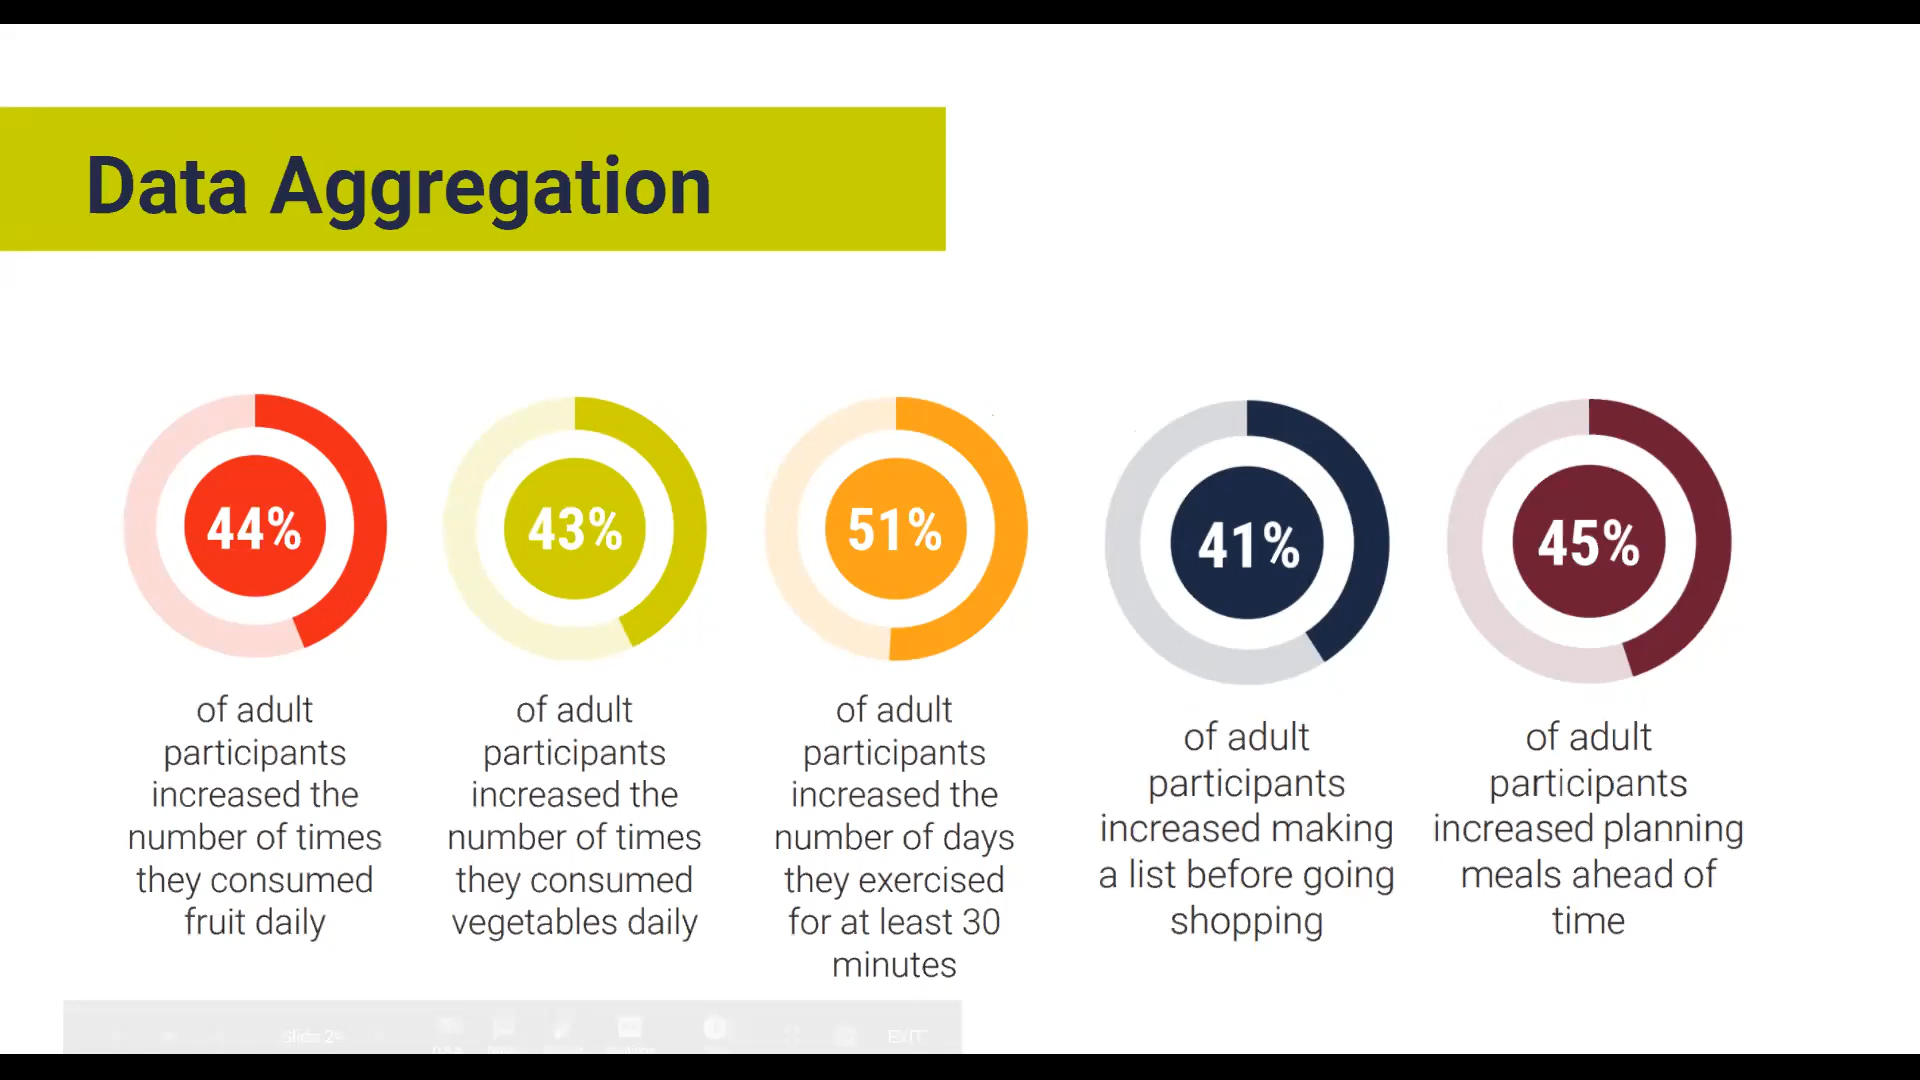 Data Aggregation
44%
of adult
participants
increased the
number of times
they consumed
fruit daily
43%
of adult
participants
increased the
number of times
they consumed
vegetables daily
51%
of adult
participants
increased the
number of days
they exercised
for at least 30
minutes
41%
of adult
participants
increased making
a list before going
shopping
45%
of adult
participants
increased planning
meals ahead of
time
EXIT